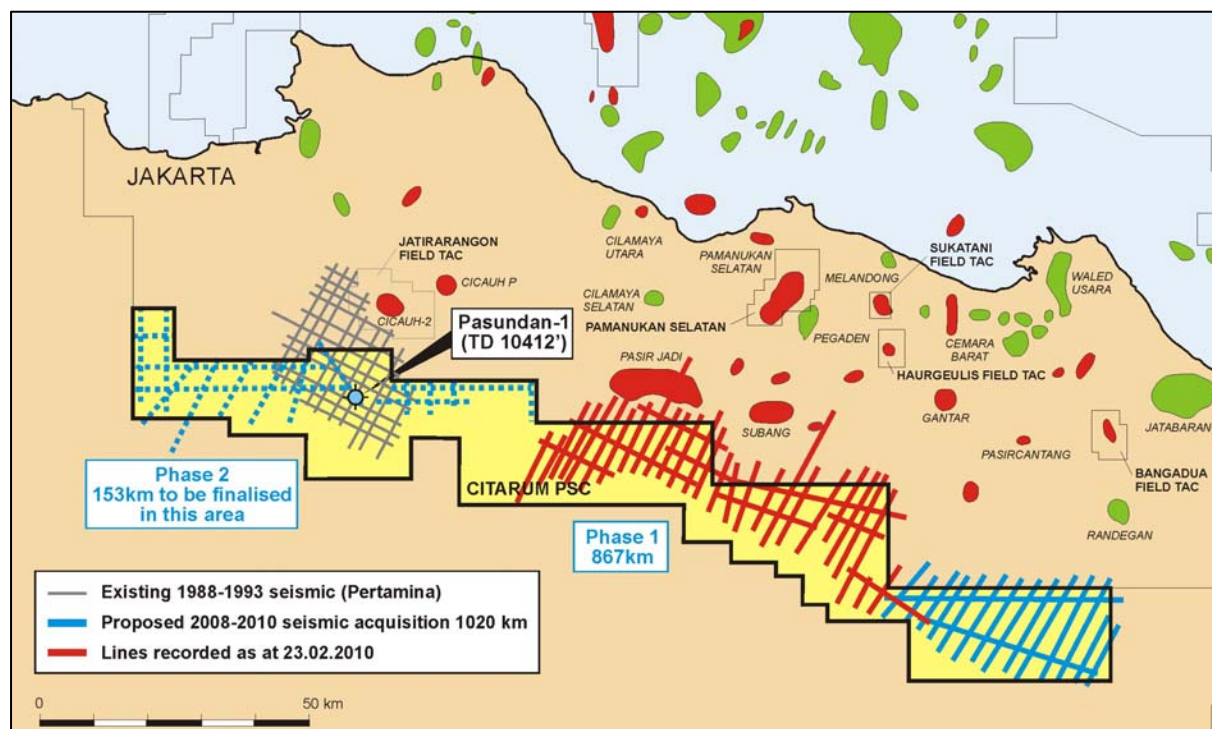 JAKARTA
JATIRARANGON
FIELD TAC
CICAUH P
CICAUH-2
CILAMAYA
UTARA
CILAMAYA
SELATAN
PAMANUKAN
SELATAN
MELANDONG
SUKATANI
FIELD TAC
WALED
USARA
PAMANUKAN SELATAN
PEGADEN
CEMARA
BARAT
HAURGEULIS FIELD TAC
Pasundan-1
(TD 10412')
PASIR JADI
SUBANG
GANTAR
JATABARAN
PASIRCANTANG
BANGADUA
FIELD TAC
RANDEGAN
Phase 2
153km to be finalised
in this area
CITARUM PSC
Phase 1
867km
Existing 1988-1993 seismic (Pertamina)
Proposed 2008-2010 seismic acquisition 1020 km
Lines recorded as at 23.02.2010
0
50 km